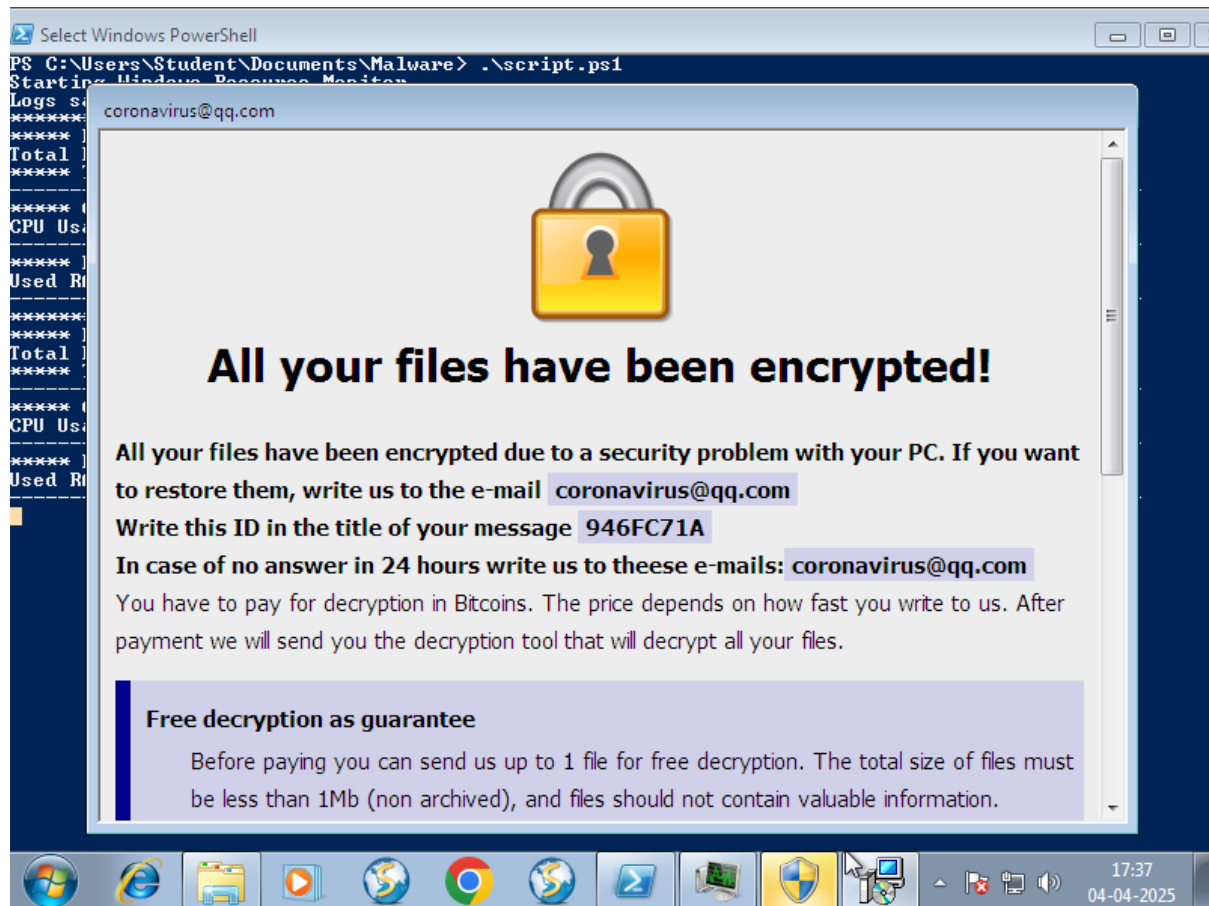 Select Windows PowerShell
PS C:\Users\Student\Documents\Malware> .\script.ps1
Starting Windows Resource Monitor
Logs
coronavirus@qq.com
*****
Total
*****
*****
CPU
*****
Used
*****
Total
*****
*****
CPU
*****
Used
All your files have been encrypted!
All your files have been encrypted due to a security problem with your PC. If you want
to restore them, write us to the e-mail coronavirus@qq.com
Write this ID in the title of your message 946FC71A
In case of no answer in 24 hours write us to theese e-mails: coronavirus@qq.com
You have to pay for decryption in Bitcoins. The price depends on how fast you write to us. After
payment we will send you the decryption tool that will decrypt all your files.
Free decryption as guarantee
Before paying you can send us up to 1 file for free decryption. The total size of files must
be less than 1Mb (non archived), and files should not contain valuable information.
17:37
04-04-2025